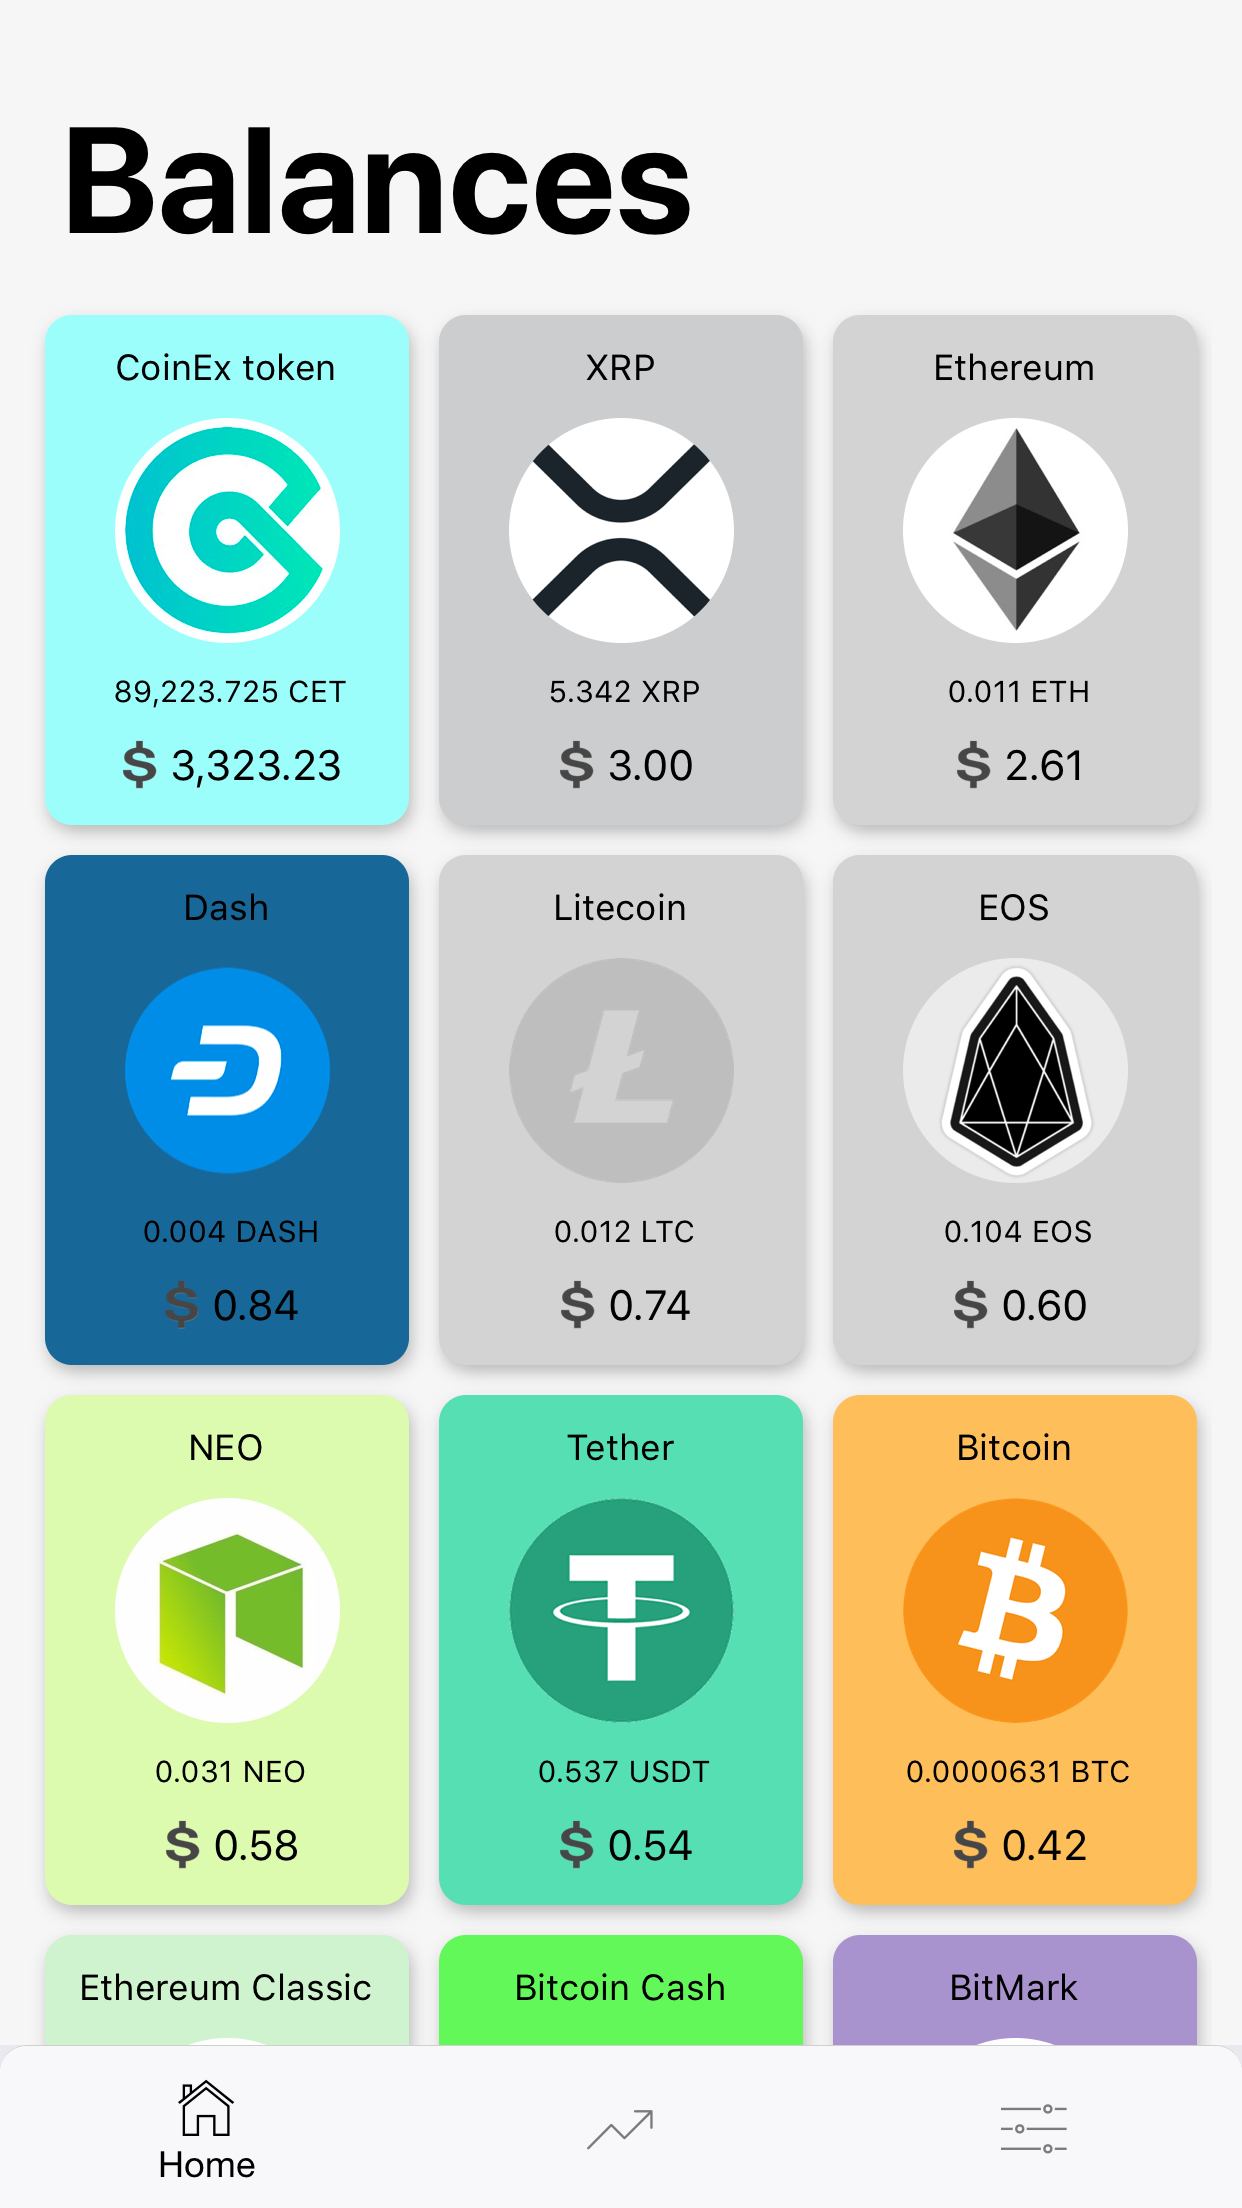 Balances
CoinEx token
89,223.725 CET
$ 3,323.23
XRP
5.342 XRP
$ 3.00
Ethereum
0.011 ETH
$ 2.61
Dash
0.004 DASH
$ 0.84
Litecoin
0.012 LTC
$ 0.74
EOS
0.104 EOS
$ 0.60
NEO
0.031 NEO
$ 0.58
Tether
0.537 USDT
$ 0.54
Bitcoin
0.0000631 BTC
$ 0.42
Ethereum Classic
Bitcoin Cash
BitMark
Home